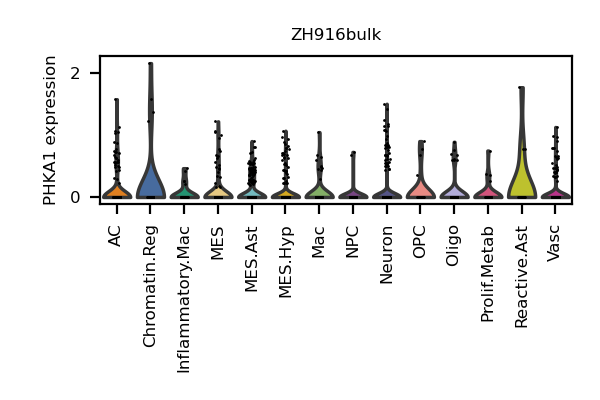 ZH916bulk
PHKA1 expression
2
0
AC
Chromatin.Reg
Inflammatory.Mac
MES
MES.Ast
MES.Hyp
Mac
NPC
Neuron
OPC
Oligo
Prolif.Metab
Reactive.Ast
Vasc